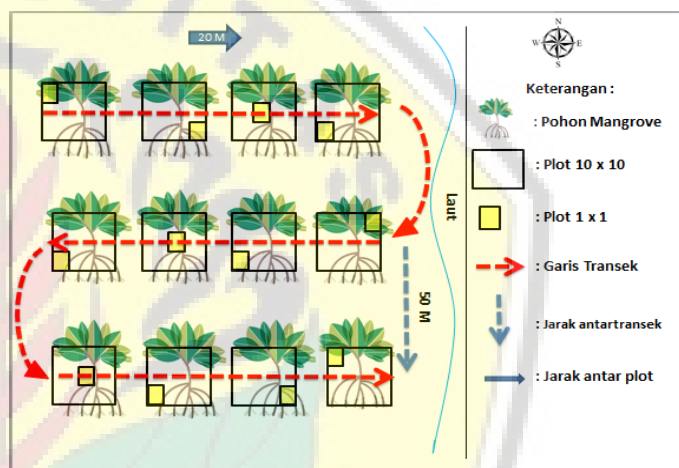 20 M
N
W E
S
Keterangan :
: Pohon Mangrove
: Plot 10 x 10
: Plot 1 x 1
: Garis Transek
: Jarak antartransek
: Jarak antar plot
Laut
50 M